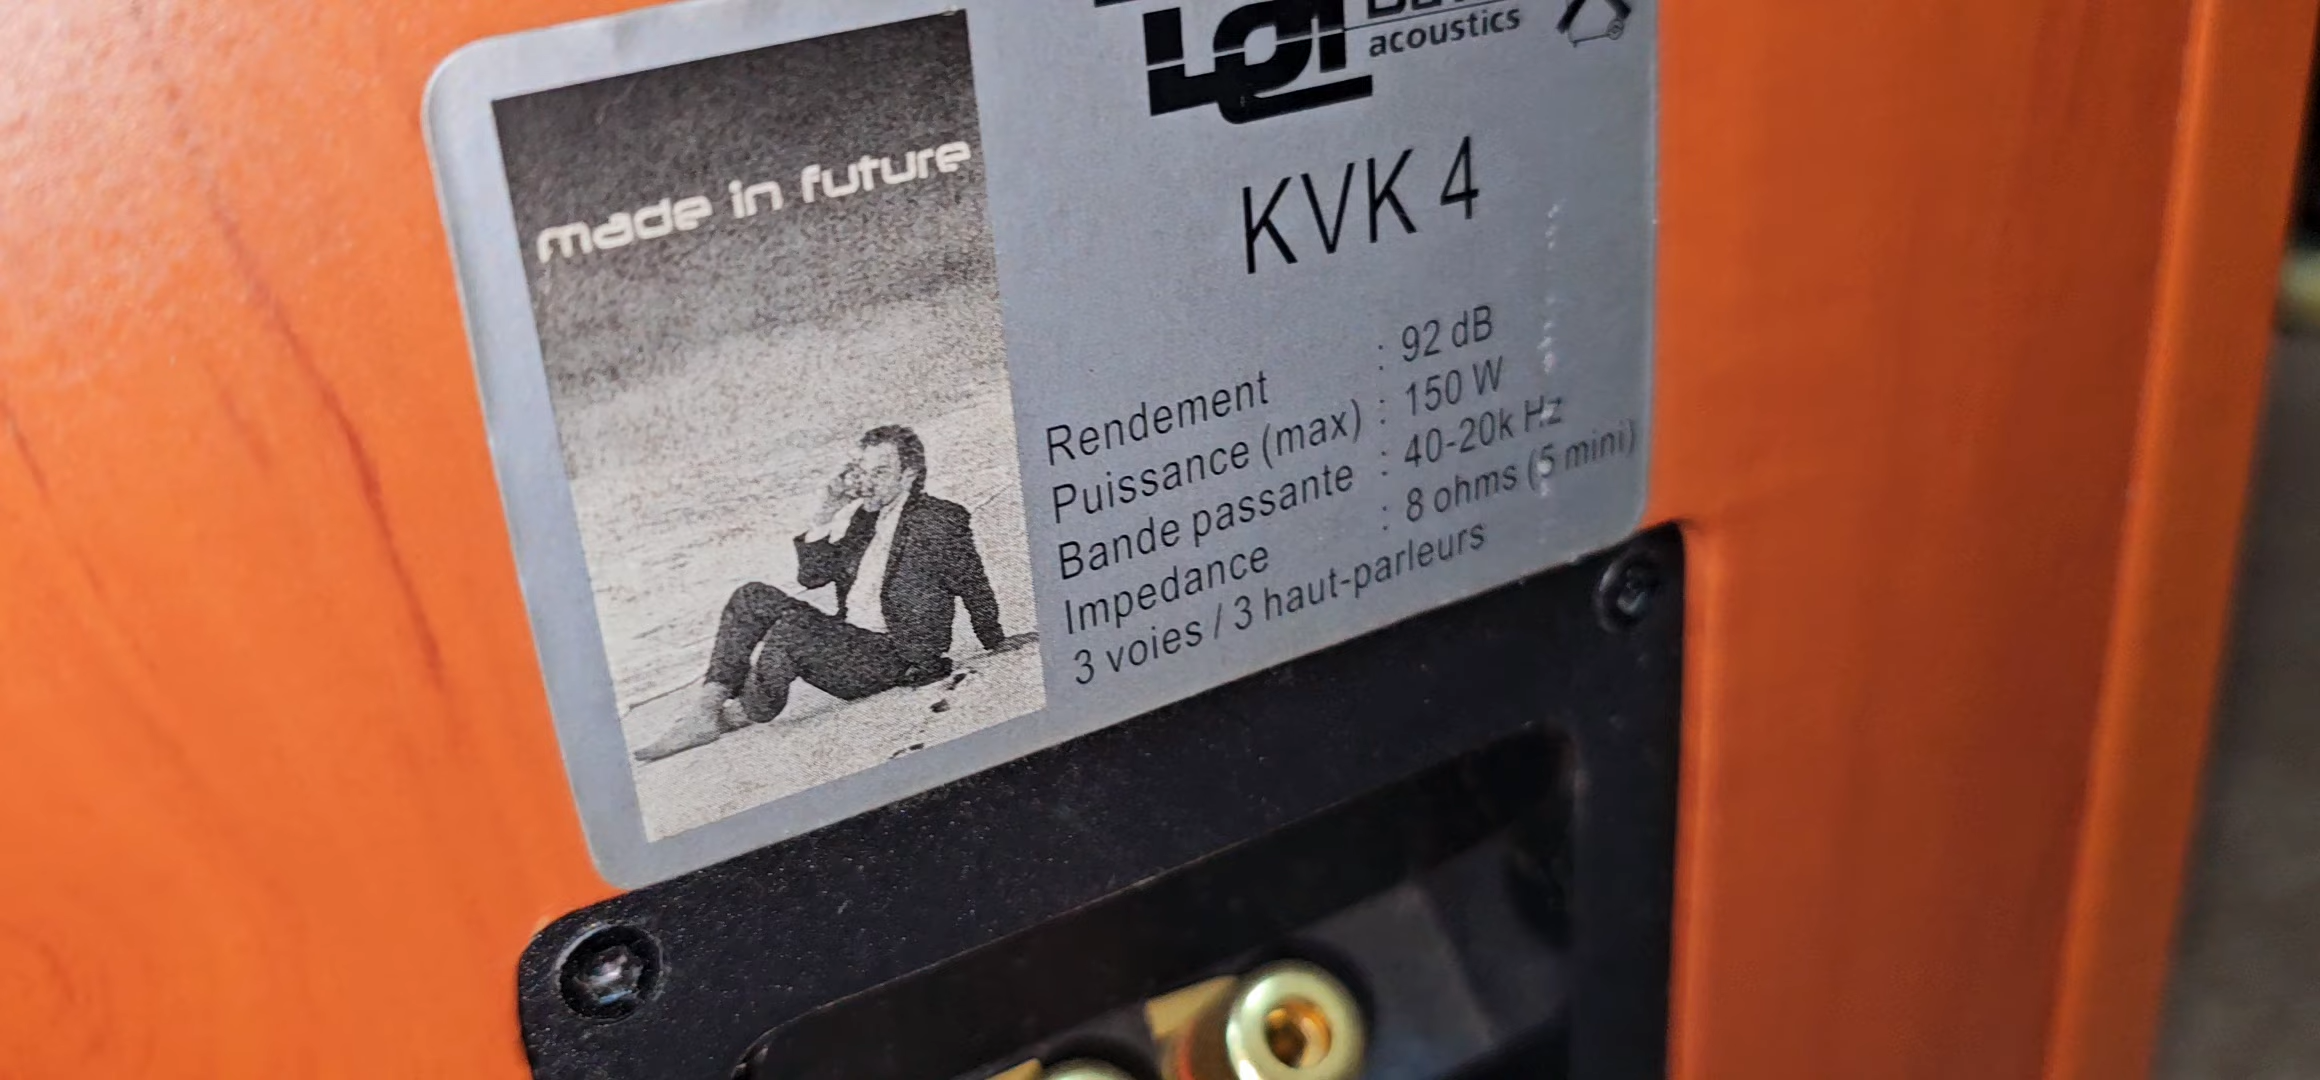 acoustics
made in future
KVK 4
Rendement : 92 dB
Puissance (max) : 150 W
Bande passante : 40-20k Hz
Impedance : 8 ohms (5 mini)
3 voies / 3 haut-parleurs